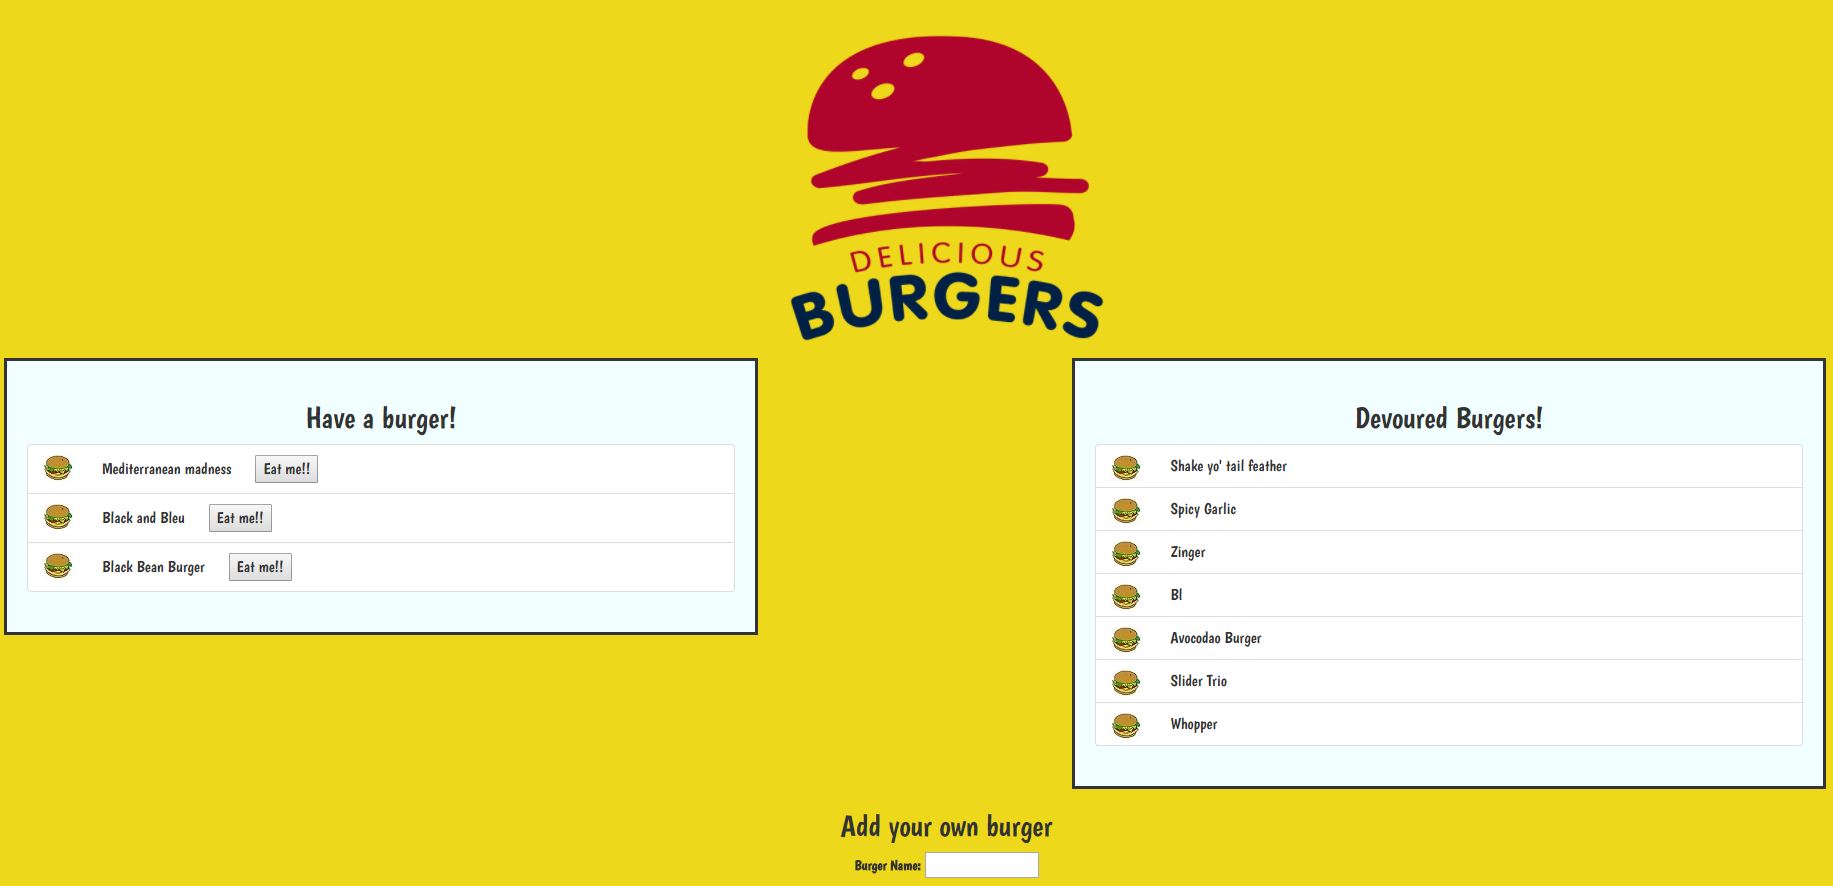 DELICIOUS
BURGERS
Have a burger!
Mediterranean madness Eat me!!
Black and Bleu Eat me!!
Black Bean Burger Eat me!!
Devoured Burgers!
Shake yo' tail feather
Spicy Garlic
Zinger
Bl
Avocodao Burger
Slider Trio
Whopper
Add your own burger
Burger Name: